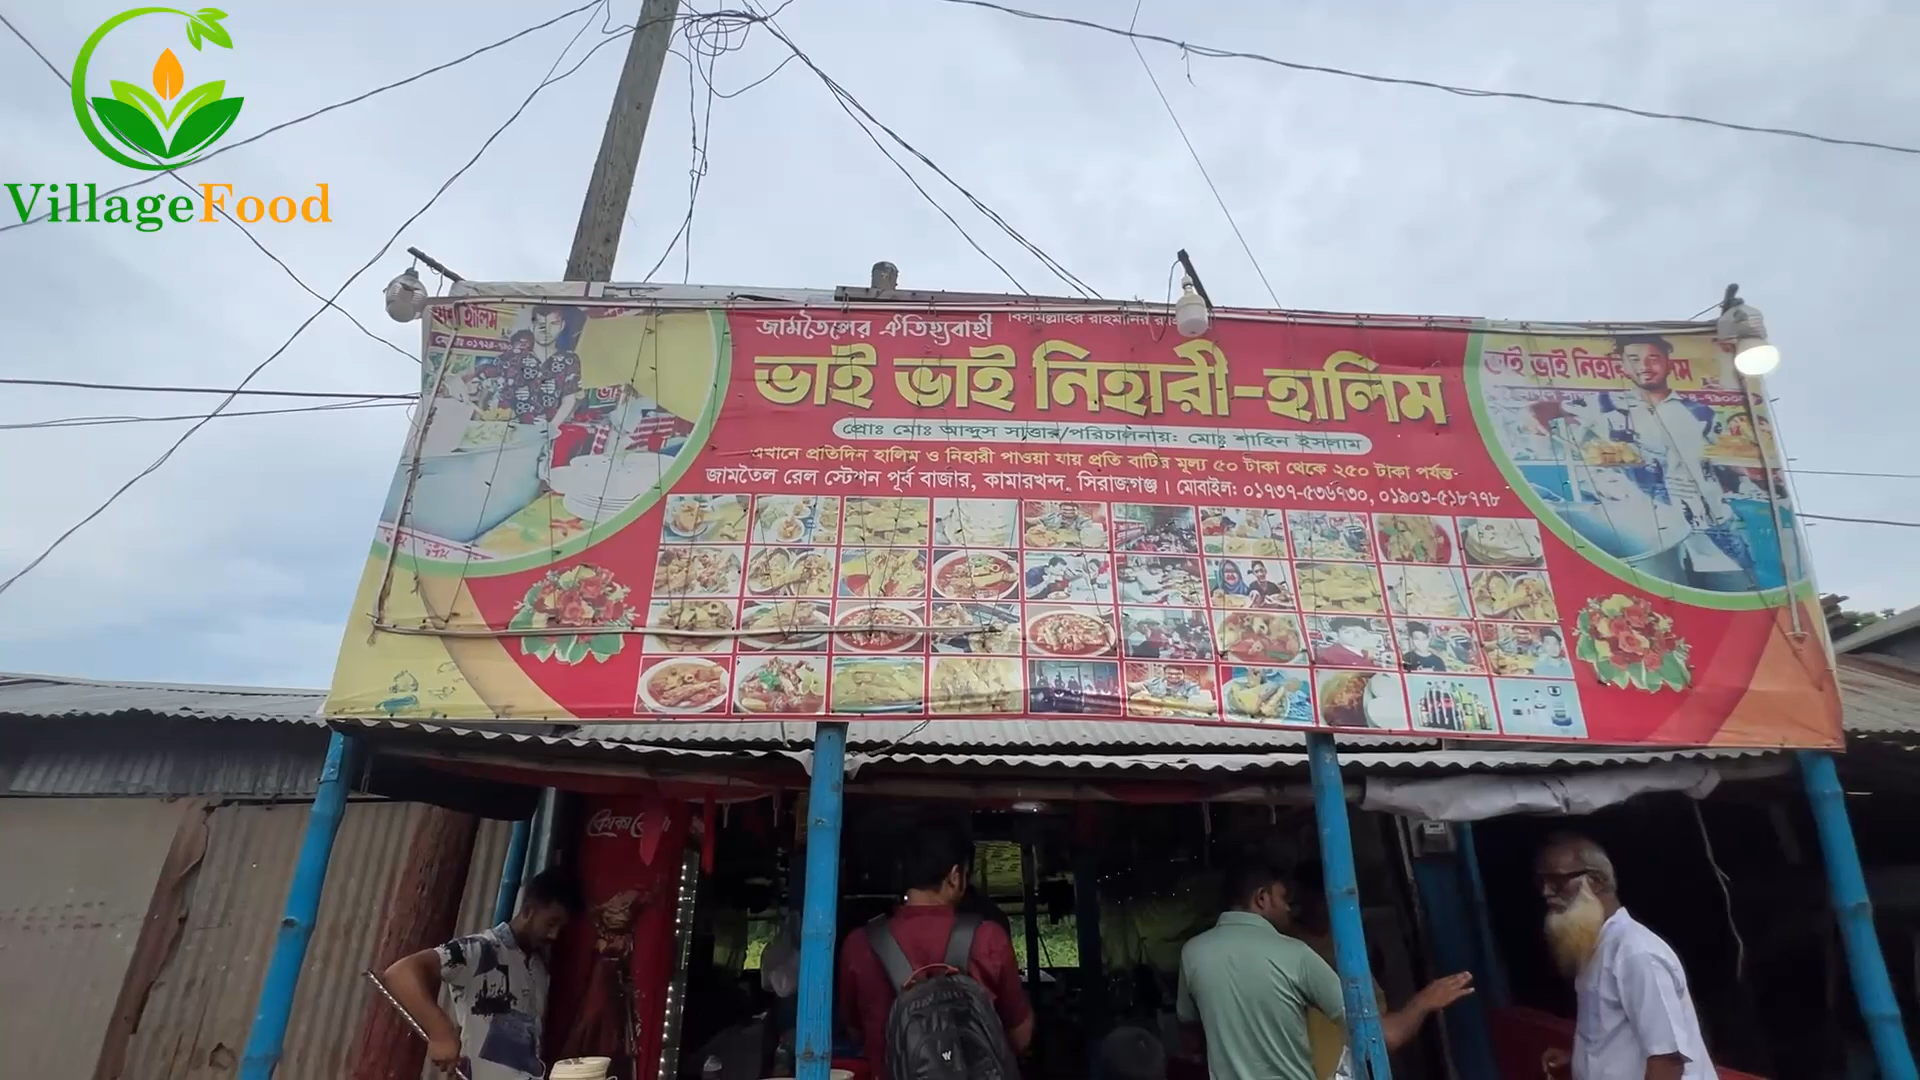 VillageFood
জামতৈলের ঐতিহ্যবাহী
ভাই ভাই নিহারী-হালিম
প্রোঃ মোঃ আব্দুস সাত্তার/পরিচালনায়: মোঃ শাহিন ইসলাম
এখানে প্রতিদিন হালিম ও নিহারী পাওয়া যায় প্রতি বাটির মূল্য ৫০ টাকা থেকে ২৫০ টাকা পর্যন্ত
জামতৈল রেল স্টেশন পূর্ব বাজার, কামারখন্দ, সিরাজগঞ্জ । মোবাইল: ০১৭৩৭-৫৩৬৭৩০, ০১৯০৩-৫১৮৭৭৮
হালিম
ভাই ভাই